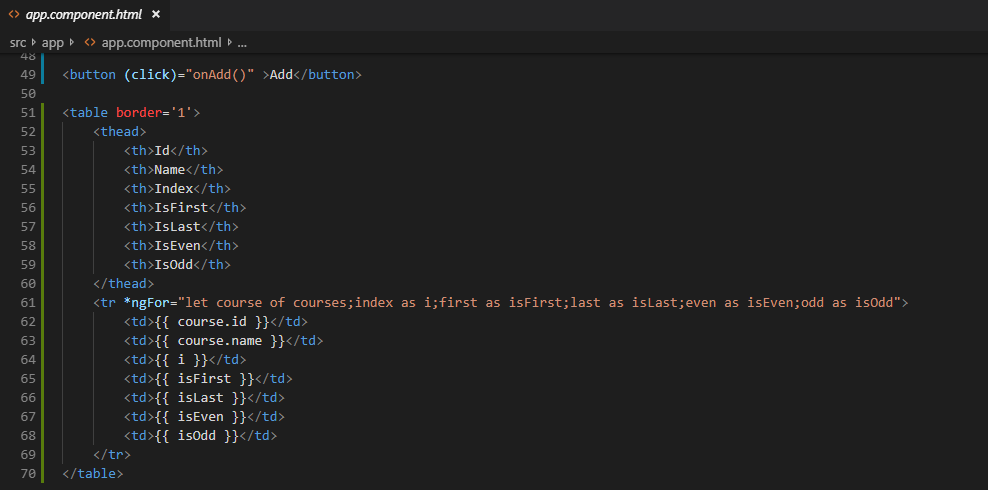 <> app.component.html ×
src › app › <> app.component.html › ...
48
49 <button (click)="onAdd()" >Add</button>
50
51 <table border='1'>
52     <thead>
53         <th>Id</th>
54         <th>Name</th>
55         <th>Index</th>
56         <th>IsFirst</th>
57         <th>IsLast</th>
58         <th>IsEven</th>
59         <th>IsOdd</th>
60     </thead>
61     <tr *ngFor="let course of courses;index as i;first as isFirst;last as isLast;even as isEven;odd as isOdd">
62         <td>{{ course.id }}</td>
63         <td>{{ course.name }}</td>
64         <td>{{ i }}</td>
65         <td>{{ isFirst }}</td>
66         <td>{{ isLast }}</td>
67         <td>{{ isEven }}</td>
68         <td>{{ isOdd }}</td>
69     </tr>
70 </table>